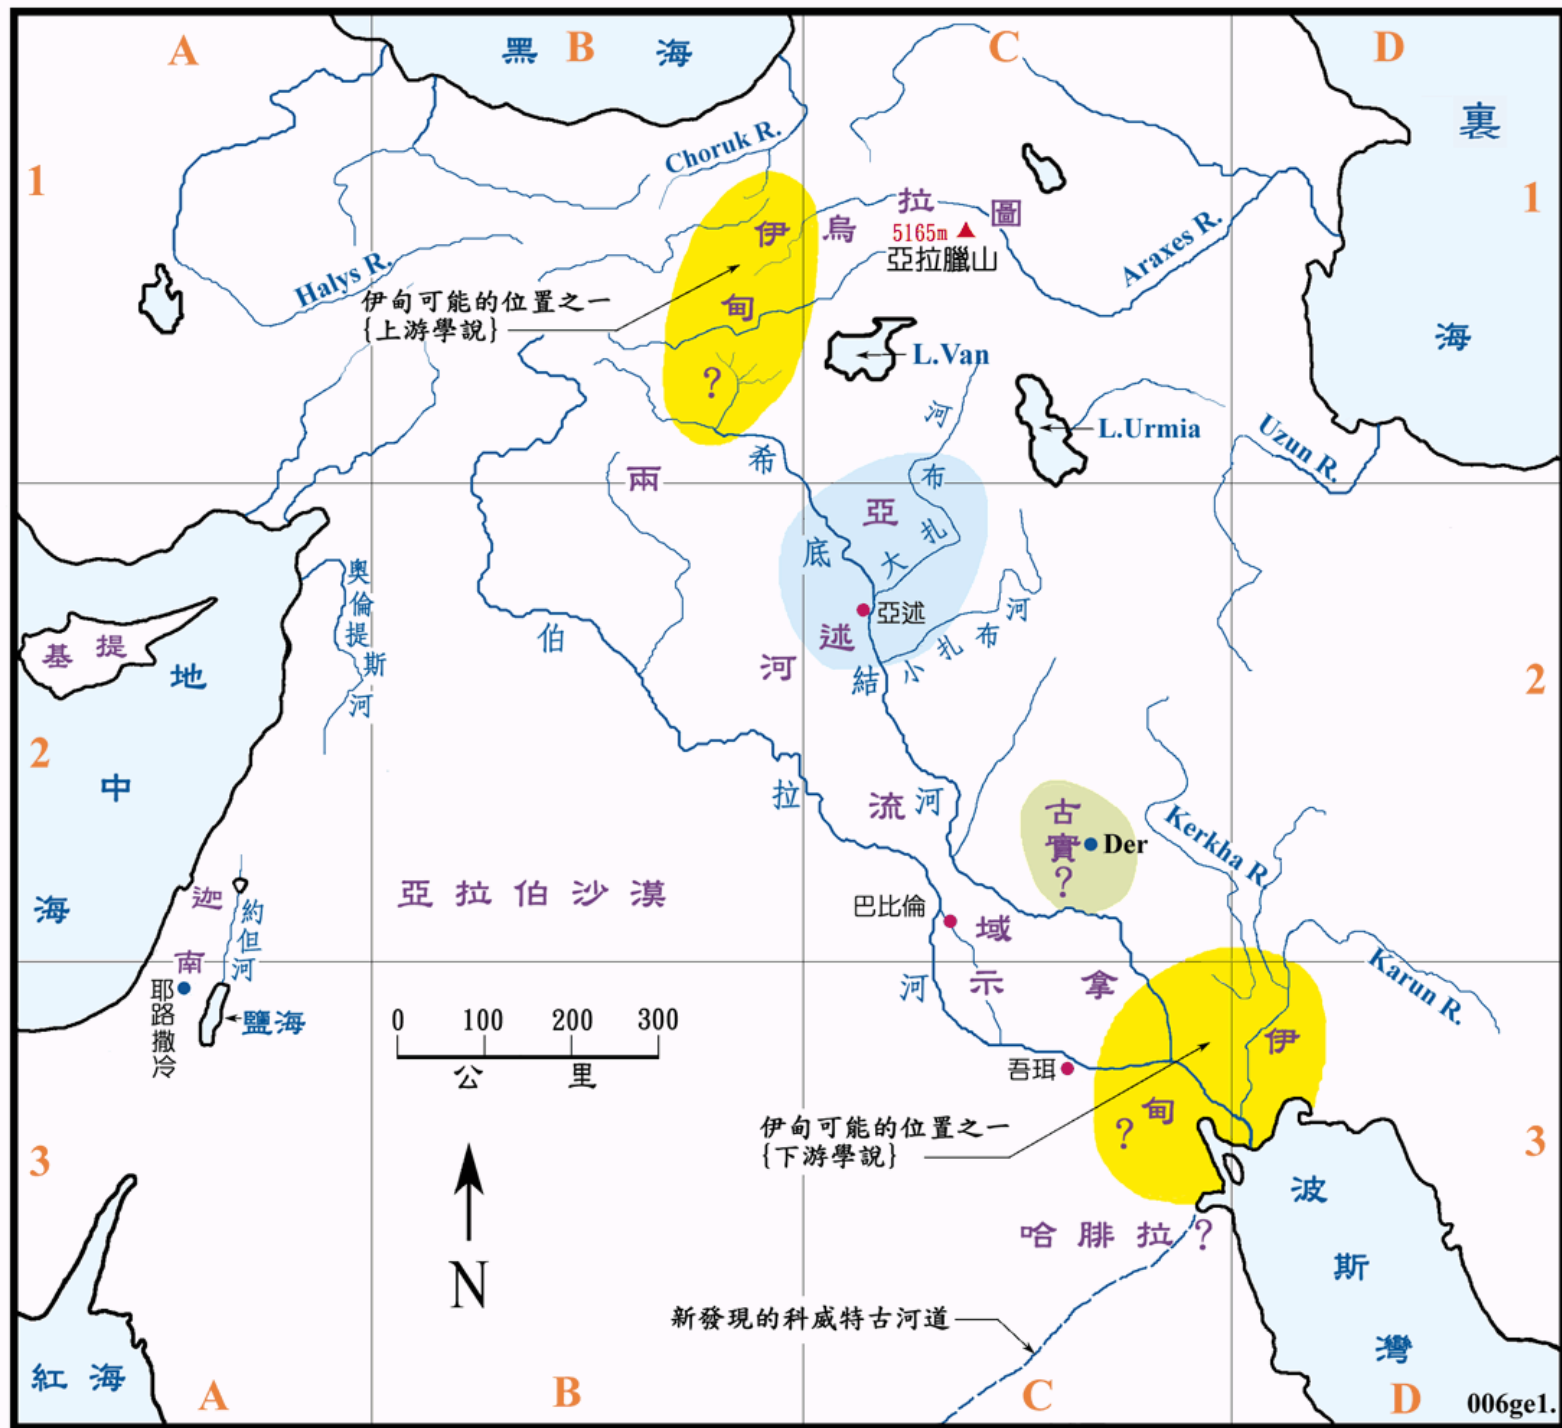 A
B
C
D
黑海
裏海
1
1
Choruk R.
伊甸?
烏拉圖
5165m
亞拉臘山
Araxes R.
Halys R.
伊甸可能的位置之一
{上游學說}
L.Van
L.Urmia
Uzun R.
希底結河
大扎布河
小扎布河
亞述
亞述
兩河流域
奧倫提斯河
基提
地中海
伯拉河
2
2
古實?
Der
Kerkha R.
亞拉伯沙漠
迦南
約但河
巴比倫
示拿
Karun R.
耶路撒冷
鹽海
0 100 200 300
公里
吾珥
伊甸?
伊甸可能的位置之一
{下游學說}
3
3
N
波斯灣
哈腓拉?
新發現的科威特古河道
紅海
A
B
C
D
006ge1.